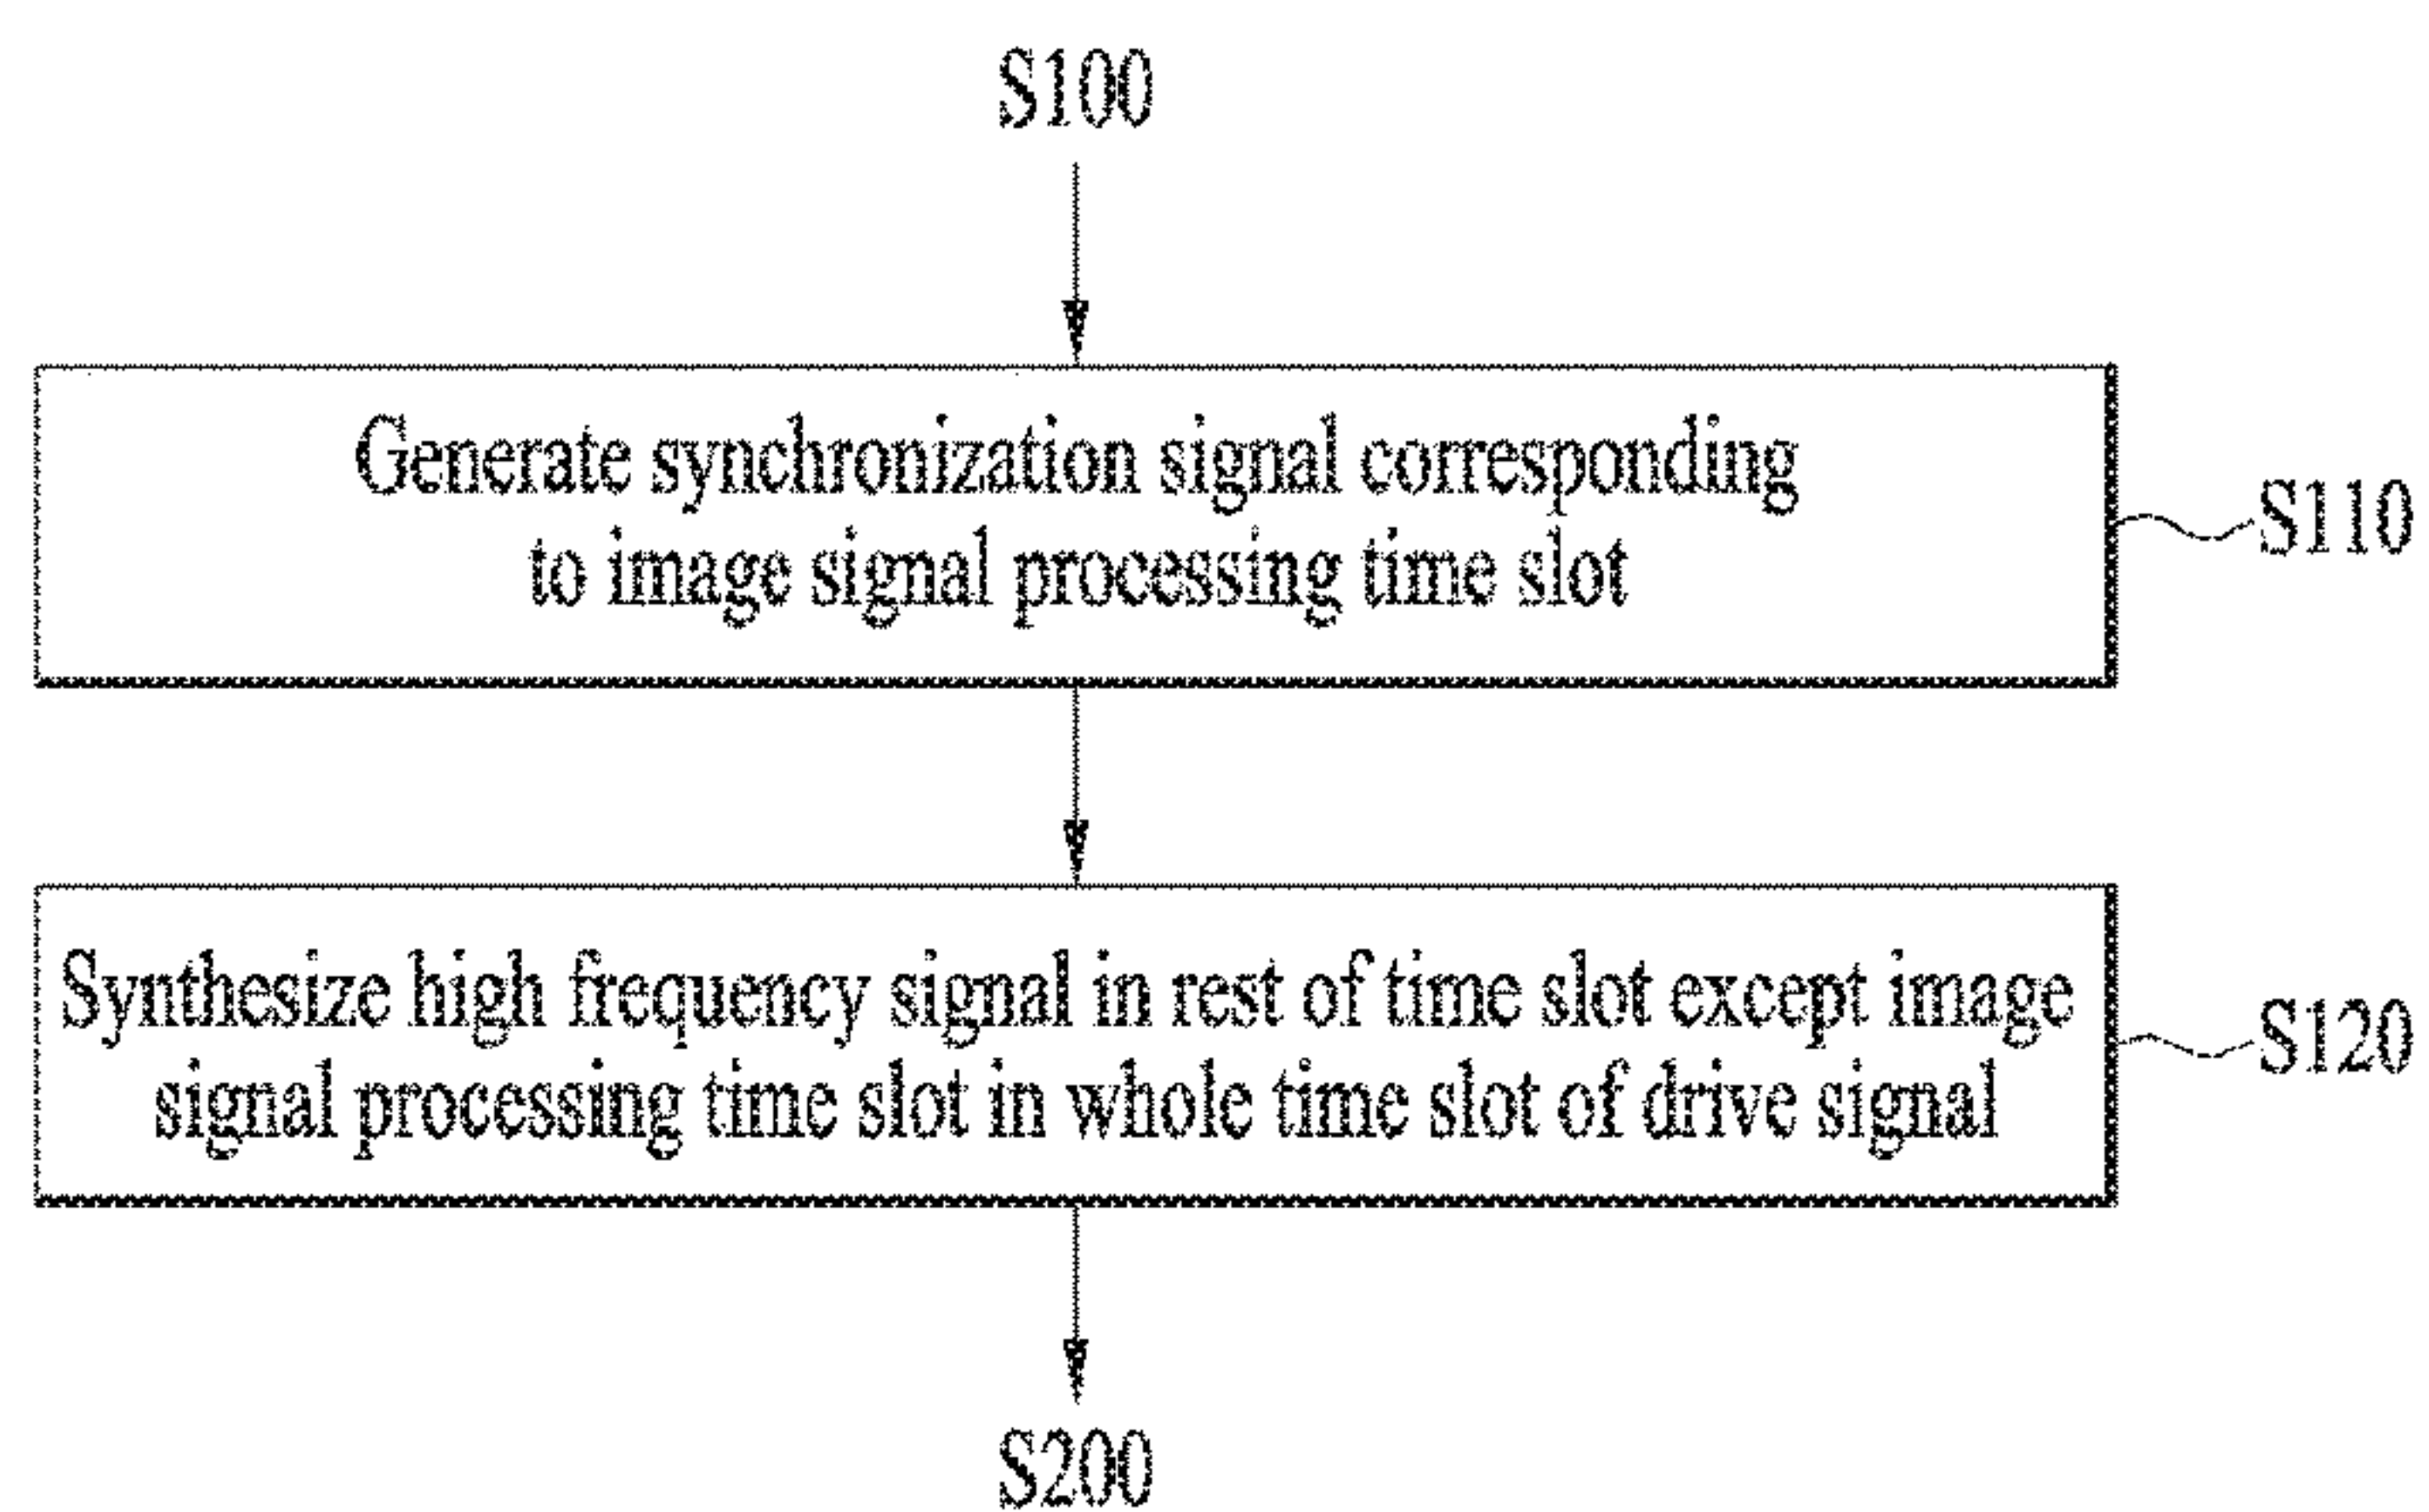 S100
Generate synchronization signal corresponding
to image signal processing time slot
S110
Synthesize high frequency signal in rest of time slot except image
signal processing time slot in whole time slot of drive signal
S120
S200